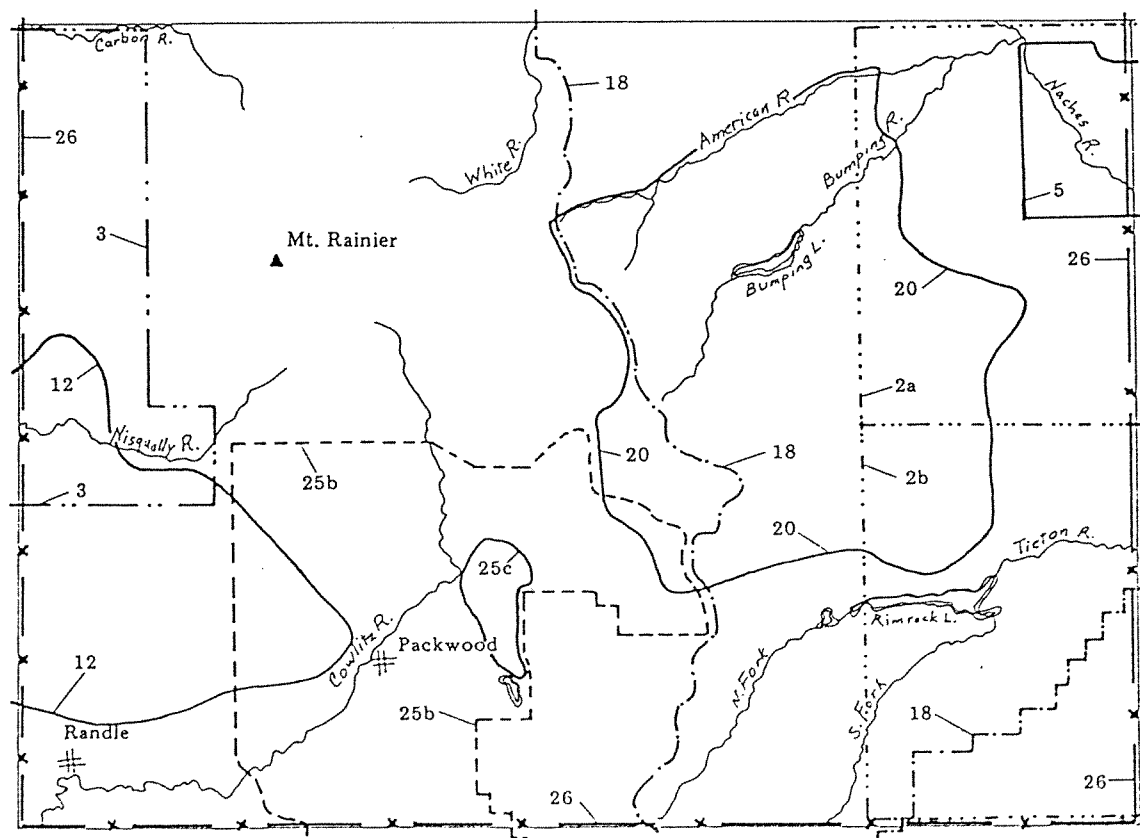 Carbon R.
18
26
American R.
Naches R.
White R.
Bumping R.
3
5
Mt. Rainier
26
Bumping L.
20
12
2a
Nisqually R.
20
18
25b
2b
3
20
Tieton R.
25c
Rimrock L.
Cowlitz R.
Packwood
12
N. Fork
S. Fork
25b
18
Randle
26
26